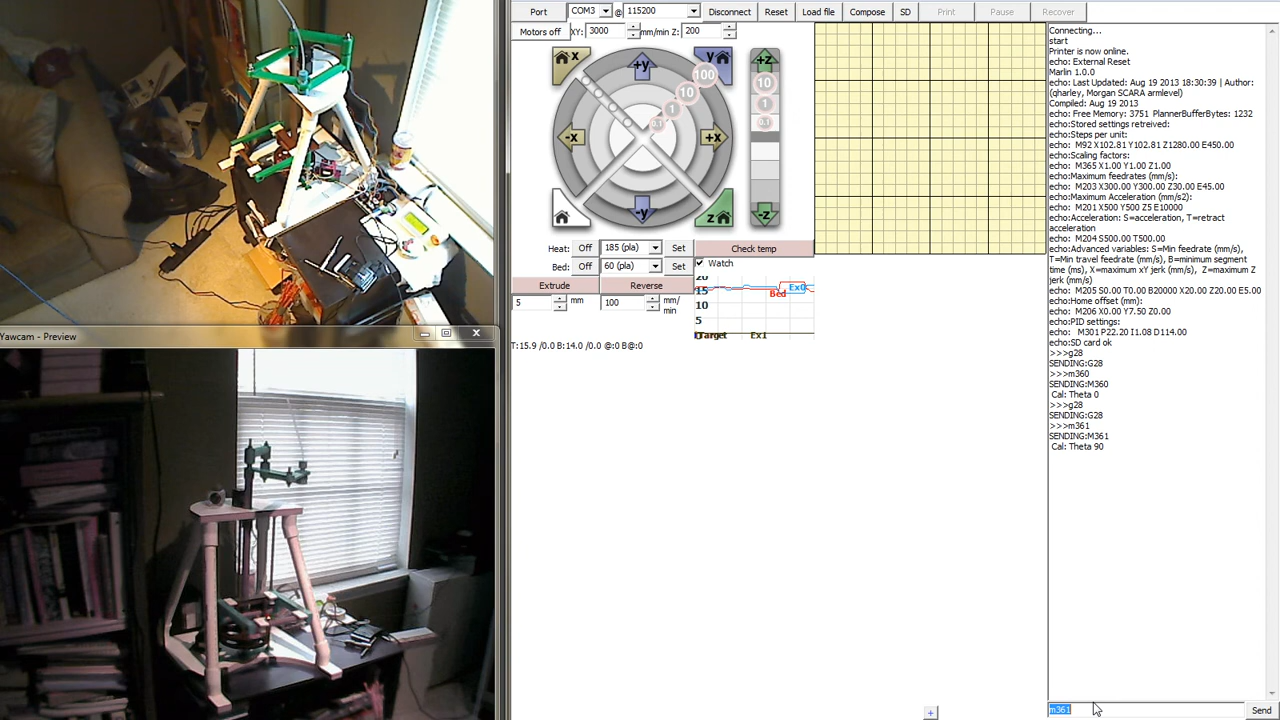 Port COM3 @ 115200 Disconnect Reset Load file Compose SD Print Pause Recover
Motors off XY: 3000 mm/min Z: 200
x +y y 100 +z
10 10
1 1
0.1 0.1
-x +x
-y z -z
Heat: Off 185 (pla) Set Check temp
Bed: Off 60 (pla) Set Watch
Extrude Reverse
5 mm 100 mm/
min
20
15 Bed Ex0
10
5
Target Ex1
T:15.9 /0.0 B:14.0 /0.0 @:0 B@:0
Yawcam - Preview
Connecting...
start
Printer is now online.
echo: External Reset
Marlin 1.0.0
echo: Last Updated: Aug 19 2013 18:30:39 | Author:
(qharley, Morgan SCARA armlevel)
Compiled: Aug 19 2013
echo: Free Memory: 3751 PlannerBufferBytes: 1232
echo:Stored settings retreived:
echo:Steps per unit:
echo: M92 X102.81 Y102.81 Z1280.00 E450.00
echo:Scaling factors:
echo: M365 X1.00 Y1.00 Z1.00
echo:Maximum feedrates (mm/s):
echo: M203 X300.00 Y300.00 Z30.00 E45.00
echo:Maximum Acceleration (mm/s2):
echo: M201 X500 Y500 Z5 E10000
echo:Acceleration: S=acceleration, T=retract
acceleration
echo: M204 S500.00 T500.00
echo:Advanced variables: S=Min feedrate (mm/s),
T=Min travel feedrate (mm/s), B=minimum segment
time (ms), X=maximum xY jerk (mm/s), Z=maximum Z
jerk (mm/s)
echo: M205 S0.00 T0.00 B20000 X20.00 Z20.00 E5.00
echo:Home offset (mm):
echo: M206 X0.00 Y7.50 Z0.00
echo:PID settings:
echo: M301 P22.20 I1.08 D114.00
echo:SD card ok
>>>g28
SENDING:G28
>>>m360
SENDING:M360
Cal: Theta 0
>>>g28
SENDING:G28
>>>m361
SENDING:M361
Cal: Theta 90
m361 Send
+